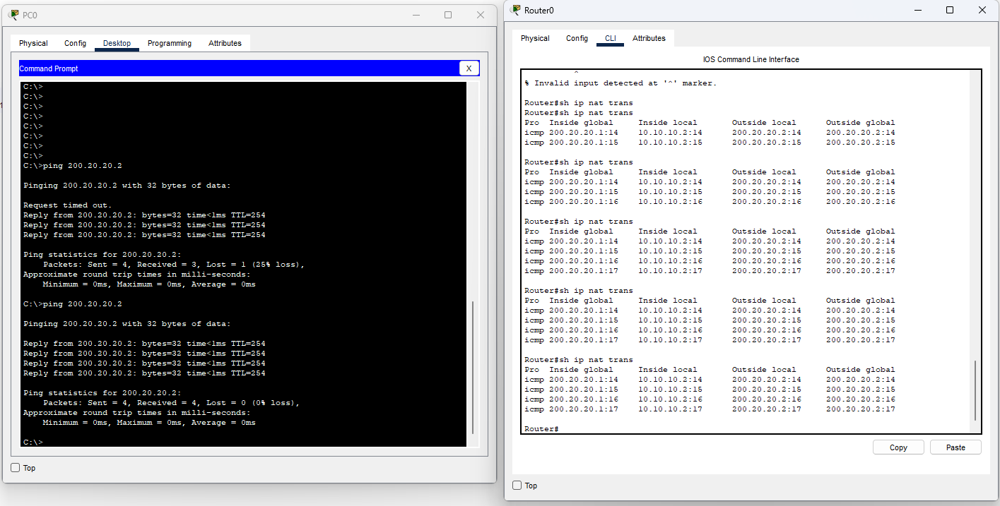 PC0
Physical Config Desktop Programming Attributes
Command Prompt X
C:\>
C:\>
C:\>
C:\>
C:\>
C:\>
C:\>
C:\>
C:\>ping 200.20.20.2
Pinging 200.20.20.2 with 32 bytes of data:
Request timed out.
Reply from 200.20.20.2: bytes=32 time<1ms TTL=254
Reply from 200.20.20.2: bytes=32 time<1ms TTL=254
Reply from 200.20.20.2: bytes=32 time<1ms TTL=254
Ping statistics for 200.20.20.2:
    Packets: Sent = 4, Received = 3, Lost = 1 (25% loss),
Approximate round trip times in milli-seconds:
    Minimum = 0ms, Maximum = 0ms, Average = 0ms
C:\>ping 200.20.20.2
Pinging 200.20.20.2 with 32 bytes of data:
Reply from 200.20.20.2: bytes=32 time<1ms TTL=254
Reply from 200.20.20.2: bytes=32 time<1ms TTL=254
Reply from 200.20.20.2: bytes=32 time<1ms TTL=254
Reply from 200.20.20.2: bytes=32 time<1ms TTL=254
Ping statistics for 200.20.20.2:
    Packets: Sent = 4, Received = 4, Lost = 0 (0% loss),
Approximate round trip times in milli-seconds:
    Minimum = 0ms, Maximum = 0ms, Average = 0ms
C:\>
Top
Router0
Physical Config CLI Attributes
IOS Command Line Interface
^
% Invalid input detected at '^' marker.
Router#sh ip nat trans
Router#sh ip nat trans
Pro  Inside global     Inside local       Outside local      Outside global
icmp 200.20.20.1:14    10.10.10.2:14      200.20.20.2:14     200.20.20.2:14
icmp 200.20.20.1:15    10.10.10.2:15      200.20.20.2:15     200.20.20.2:15
Router#sh ip nat trans
Pro  Inside global     Inside local       Outside local      Outside global
icmp 200.20.20.1:14    10.10.10.2:14      200.20.20.2:14     200.20.20.2:14
icmp 200.20.20.1:15    10.10.10.2:15      200.20.20.2:15     200.20.20.2:15
icmp 200.20.20.1:16    10.10.10.2:16      200.20.20.2:16     200.20.20.2:16
Router#sh ip nat trans
Pro  Inside global     Inside local       Outside local      Outside global
icmp 200.20.20.1:14    10.10.10.2:14      200.20.20.2:14     200.20.20.2:14
icmp 200.20.20.1:15    10.10.10.2:15      200.20.20.2:15     200.20.20.2:15
icmp 200.20.20.1:16    10.10.10.2:16      200.20.20.2:16     200.20.20.2:16
icmp 200.20.20.1:17    10.10.10.2:17      200.20.20.2:17     200.20.20.2:17
Router#sh ip nat trans
Pro  Inside global     Inside local       Outside local      Outside global
icmp 200.20.20.1:14    10.10.10.2:14      200.20.20.2:14     200.20.20.2:14
icmp 200.20.20.1:15    10.10.10.2:15      200.20.20.2:15     200.20.20.2:15
icmp 200.20.20.1:16    10.10.10.2:16      200.20.20.2:16     200.20.20.2:16
icmp 200.20.20.1:17    10.10.10.2:17      200.20.20.2:17     200.20.20.2:17
Router#sh ip nat trans
Pro  Inside global     Inside local       Outside local      Outside global
icmp 200.20.20.1:14    10.10.10.2:14      200.20.20.2:14     200.20.20.2:14
icmp 200.20.20.1:15    10.10.10.2:15      200.20.20.2:15     200.20.20.2:15
icmp 200.20.20.1:16    10.10.10.2:16      200.20.20.2:16     200.20.20.2:16
icmp 200.20.20.1:17    10.10.10.2:17      200.20.20.2:17     200.20.20.2:17
Router#
Copy Paste
Top